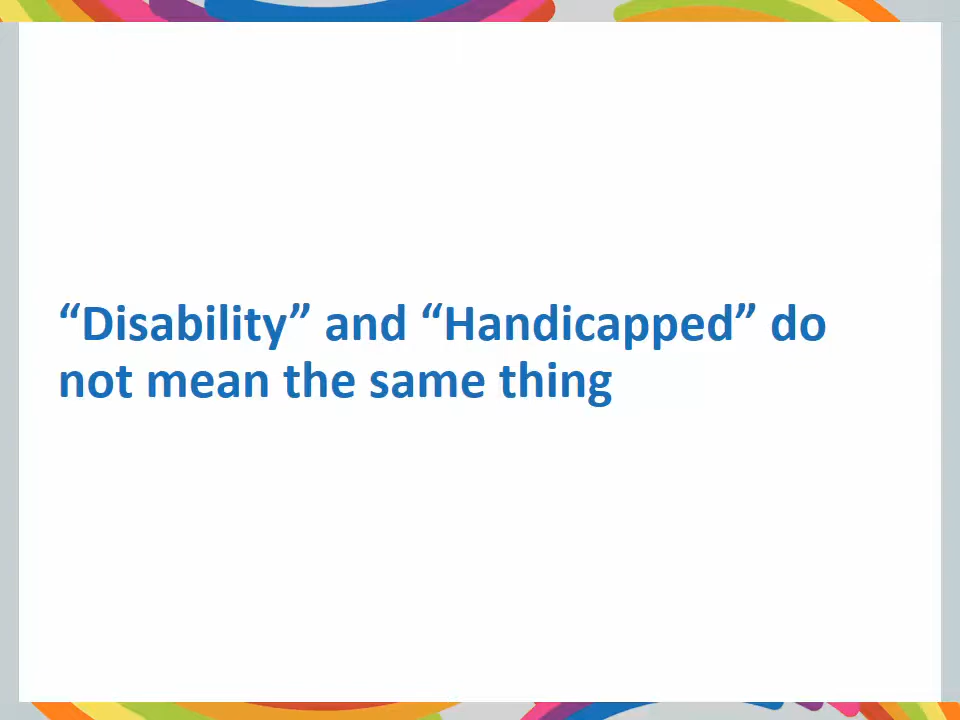 “Disability” and “Handicapped” do
not mean the same thing